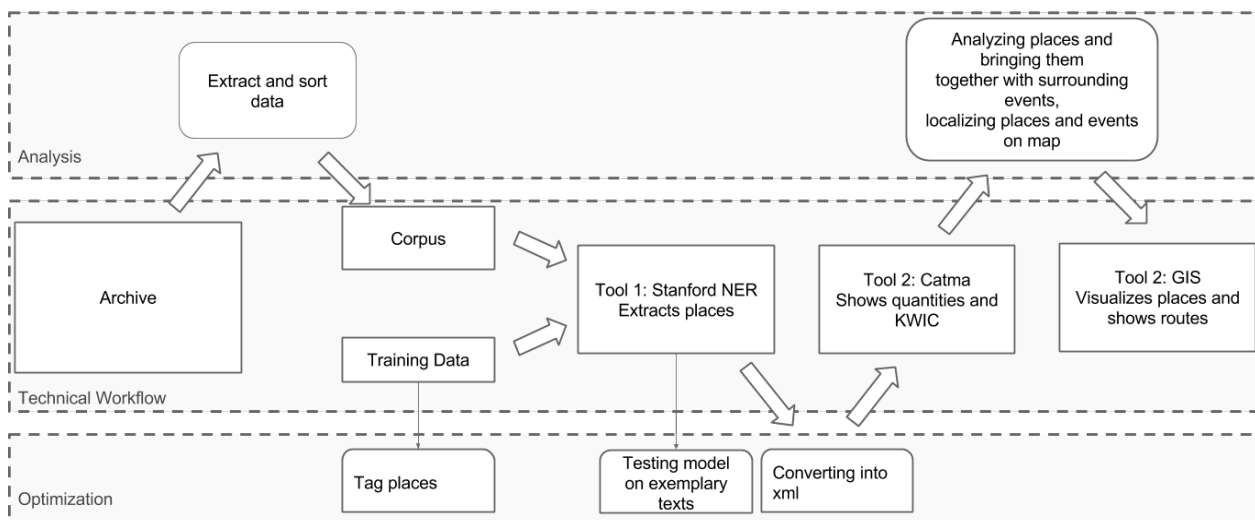 Extract and sort
data
Analyzing places and
bringing them
together with surrounding
events,
localizing places and events
on map
Analysis
Archive
Corpus
Training Data
Tool 1: Stanford NER
Extracts places
Tool 2: Catma
Shows quantities and
KWIC
Tool 2: GIS
Visualizes places and
shows routes
Technical Workflow
Tag places
Testing model
on exemplary
texts
Converting into
xml
Optimization